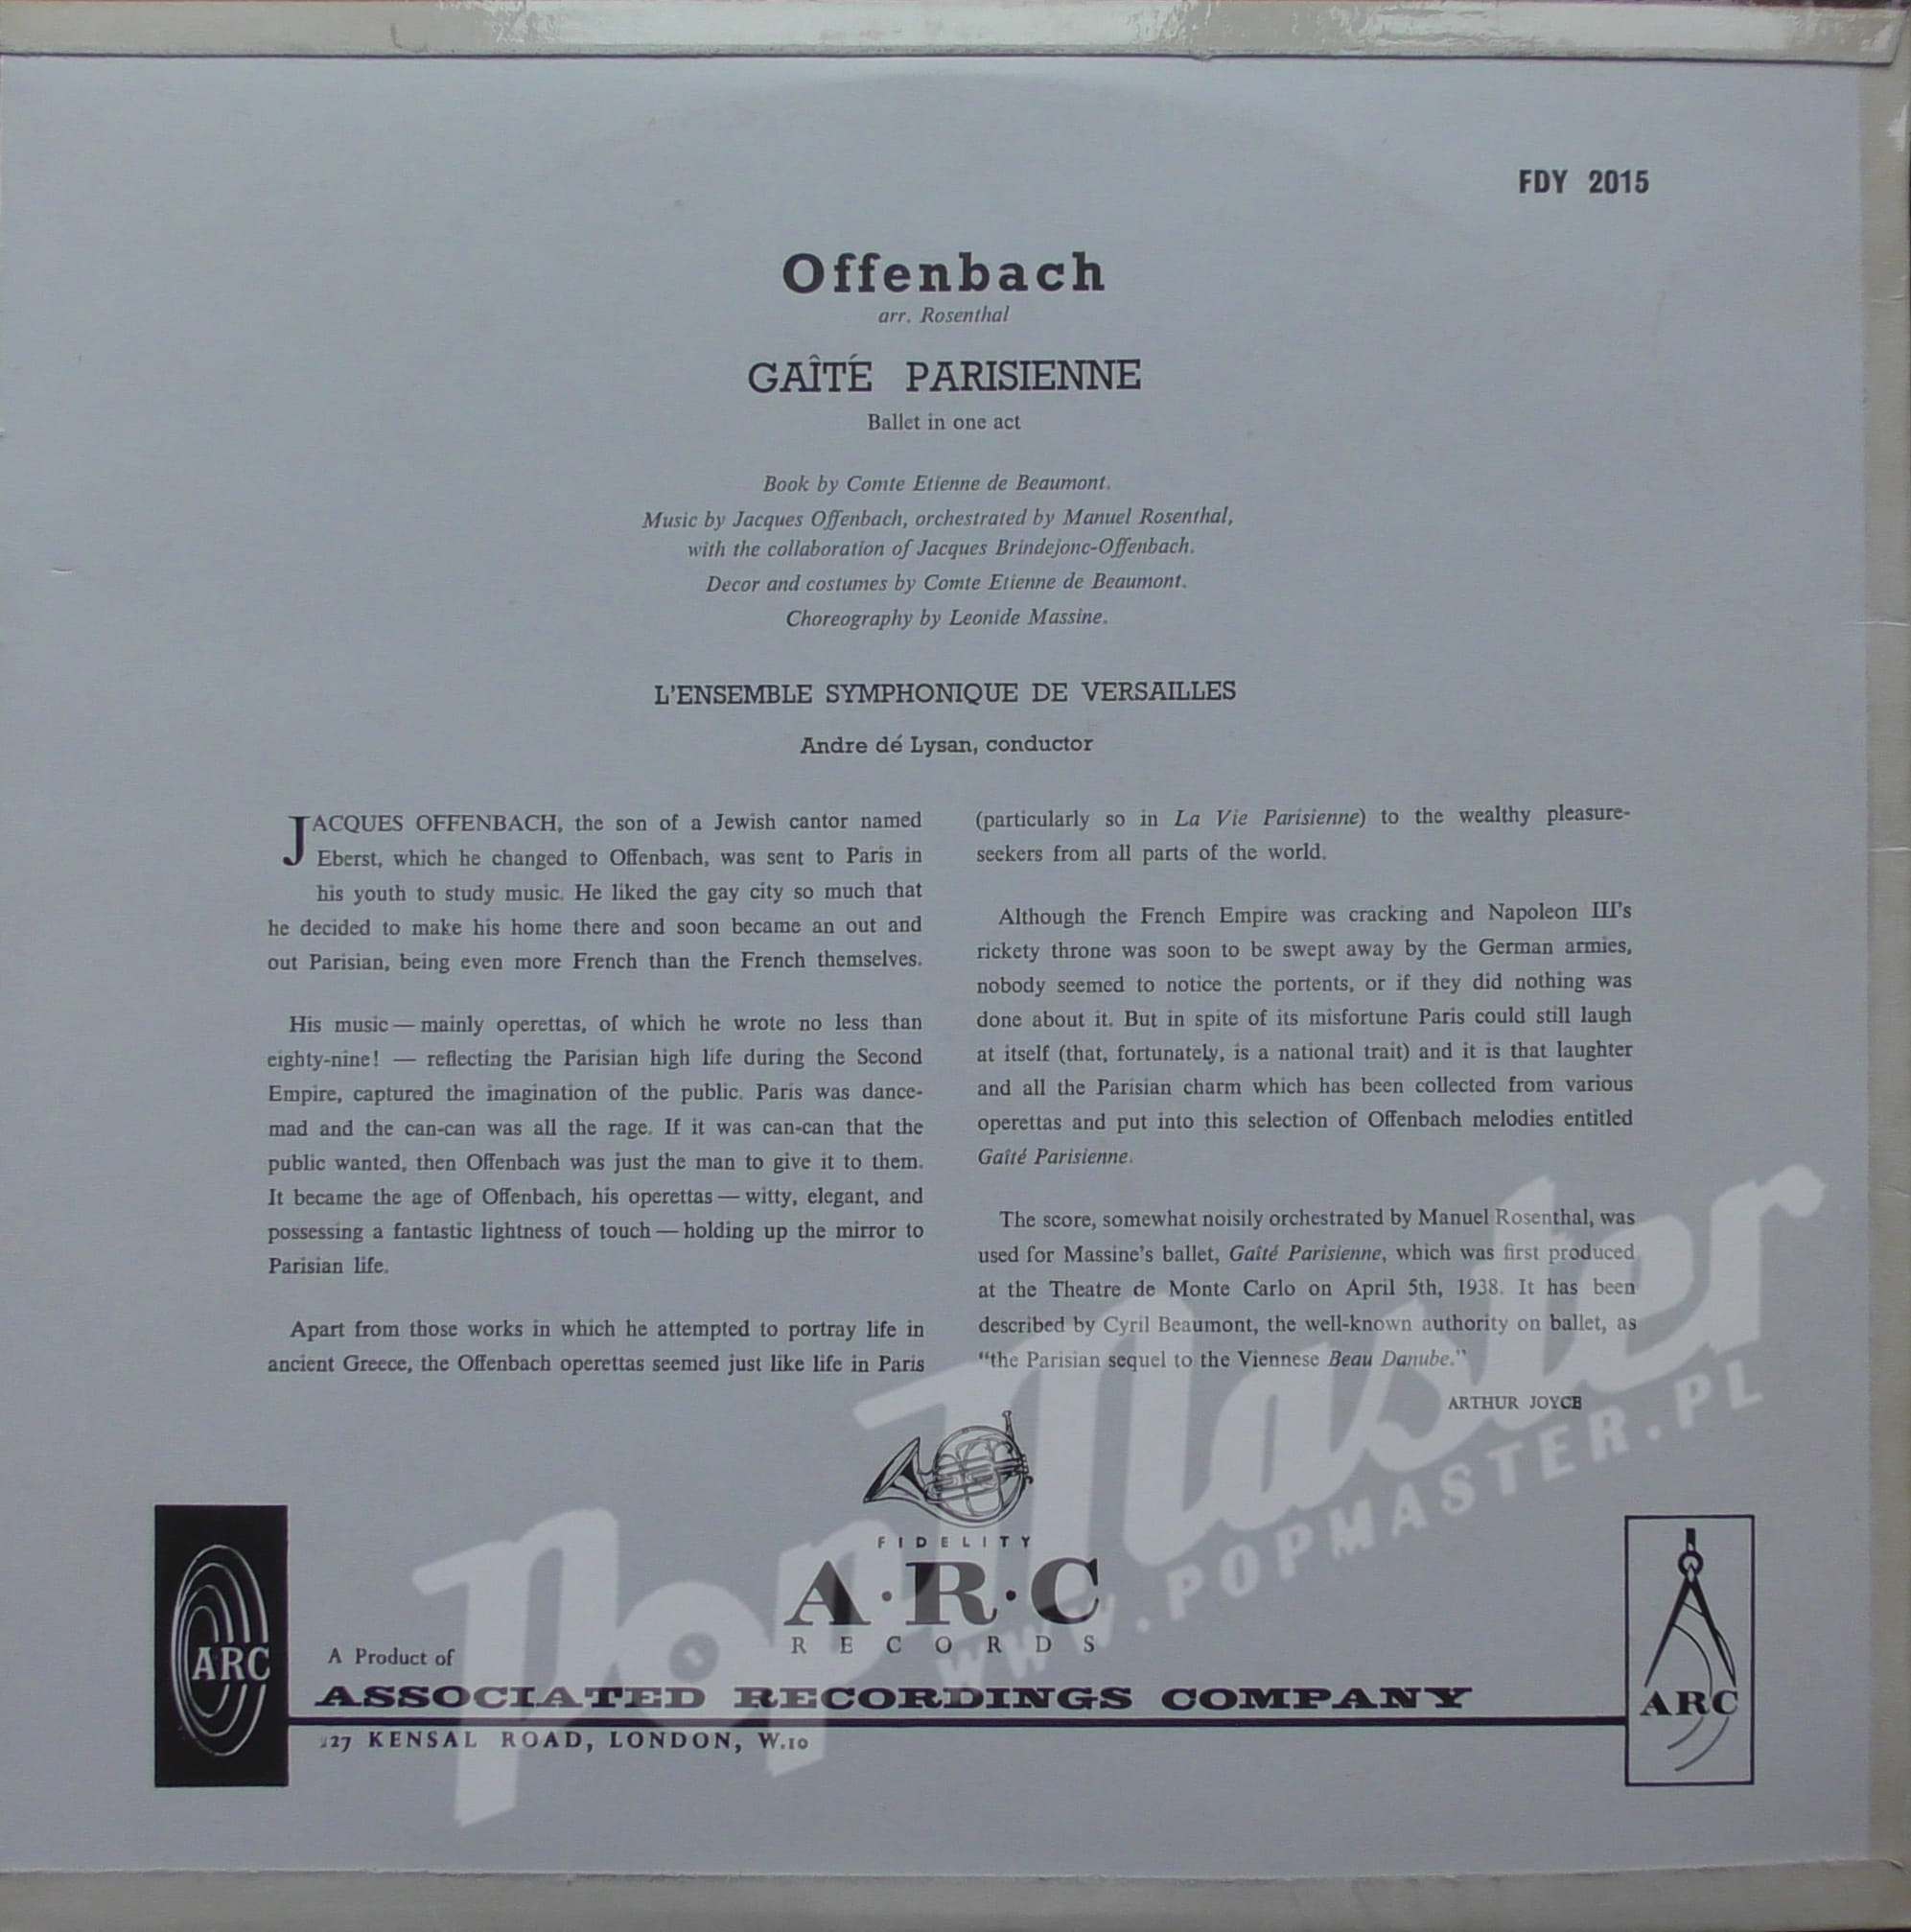 FDY 2015
Offenbach
arr. Rosenthal
GAÎTÉ PARISIENNE
Ballet in one act
Book by Comte Etienne de Beaumont.
Music by Jacques Offenbach, orchestrated by Manuel Rosenthal,
with the collaboration of Jacques Brindejonc-Offenbach.
Decor and costumes by Comte Etienne de Beaumont.
Choreography by Leonide Massine.
L'ENSEMBLE SYMPHONIQUE DE VERSAILLES
Andre dé Lysan, conductor
JACQUES OFFENBACH, the son of a Jewish cantor named
Eberst, which he changed to Offenbach, was sent to Paris in
his youth to study music. He liked the gay city so much that
he decided to make his home there and soon became an out and
out Parisian, being even more French than the French themselves.
His music — mainly operettas, of which he wrote no less than
eighty-nine! — reflecting the Parisian high life during the Second
Empire, captured the imagination of the public. Paris was dance-
mad and the can-can was all the rage. If it was can-can that the
public wanted, then Offenbach was just the man to give it to them.
It became the age of Offenbach, his operettas — witty, elegant, and
possessing a fantastic lightness of touch — holding up the mirror to
Parisian life.
Apart from those works in which he attempted to portray life in
ancient Greece, the Offenbach operettas seemed just like life in Paris
(particularly so in La Vie Parisienne) to the wealthy pleasure-
seekers from all parts of the world.
Although the French Empire was cracking and Napoleon III's
rickety throne was soon to be swept away by the German armies,
nobody seemed to notice the portents, or if they did nothing was
done about it. But in spite of its misfortune Paris could still laugh
at itself (that, fortunately, is a national trait) and it is that laughter
and all the Parisian charm which has been collected from various
operettas and put into this selection of Offenbach melodies entitled
Gaîté Parisienne.
The score, somewhat noisily orchestrated by Manuel Rosenthal, was
used for Massine's ballet, Gaîté Parisienne, which was first produced
at the Theatre de Monte Carlo on April 5th, 1938. It has been
described by Cyril Beaumont, the well-known authority on ballet, as
"the Parisian sequel to the Viennese Beau Danube."
ARTHUR JOYCE
FIDELITY
A·R·C
RECORDS
ARC
A Product of
ASSOCIATED RECORDINGS COMPANY
27 KENSAL ROAD, LONDON, W.10
ARC
Pop Master
WWW.POPMASTER.PL